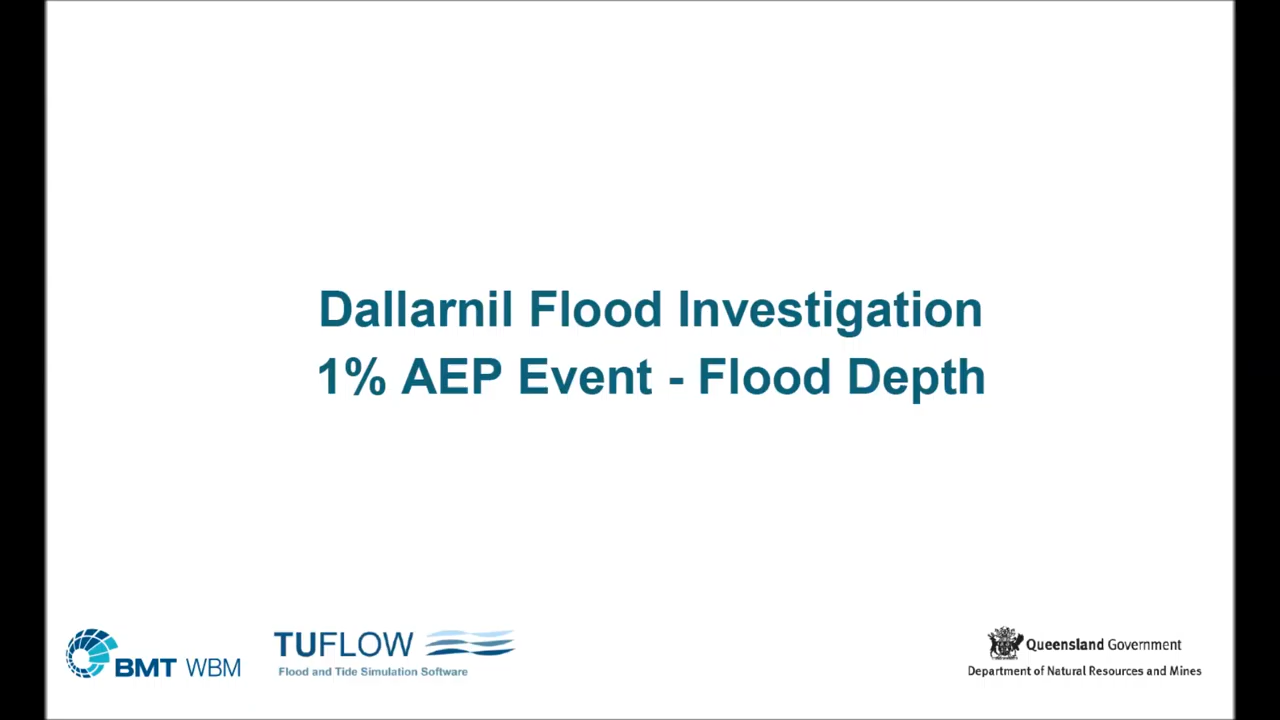 Dallarnil Flood Investigation
1% AEP Event - Flood Depth
BMT WBM
TUFLOW
Flood and Tide Simulation Software
Queensland Government
Department of Natural Resources and Mines